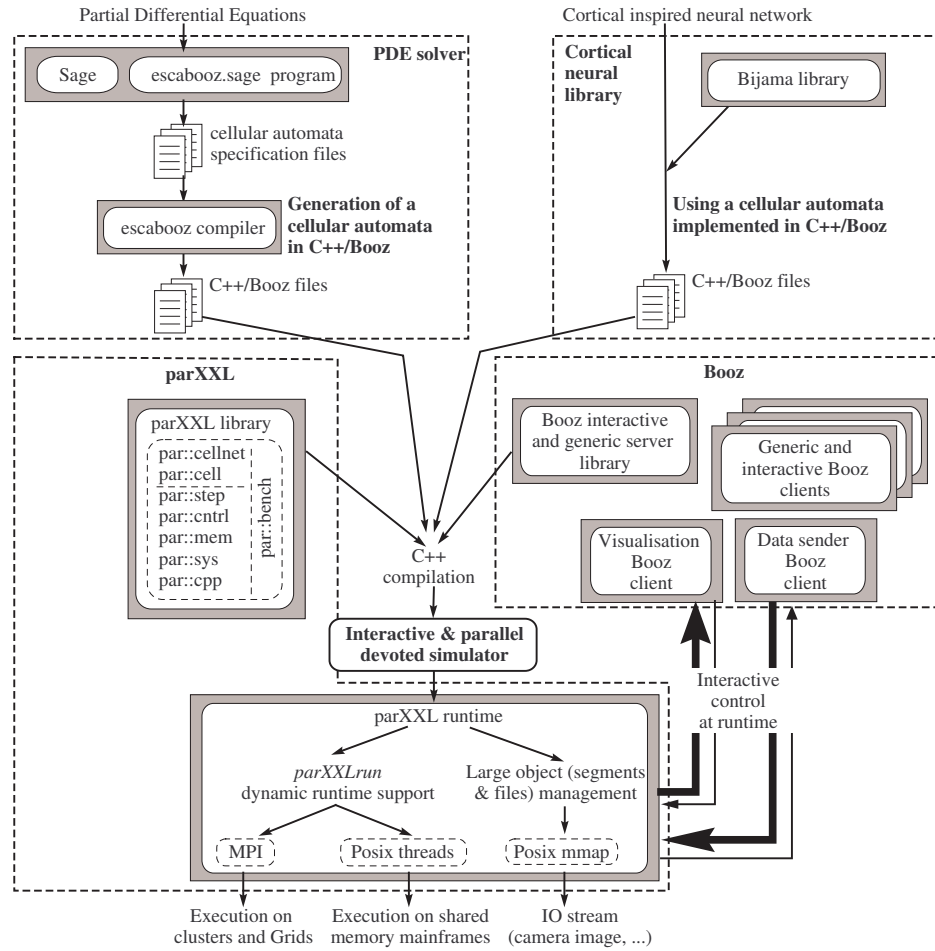 Partial Differential Equations
Cortical inspired neural network
PDE solver
Sage
escabooz.sage program
cellular automata
specification files
escabooz compiler
Generation of a
cellular automata
in C++/Booz
C++/Booz files
Cortical
neural
library
Bijama library
Using a cellular automata
implemented in C++/Booz
C++/Booz files
parXXL
parXXL library
par::cellnet
par::cell
par::step
par::cntrl
par::mem
par::sys
par::cpp
par::bench
Booz
Booz interactive
and generic server
library
Generic and
interactive Booz
clients
Visualisation
Booz
client
Data sender
Booz
client
C++
compilation
Interactive & parallel
devoted simulator
Interactive
control
at runtime
parXXL runtime
parXXLrun
dynamic runtime support
Large object (segments
& files) management
MPI
Posix threads
Posix mmap
Execution on
clusters and Grids
Execution on shared
memory mainframes
IO stream
(camera image, ...)